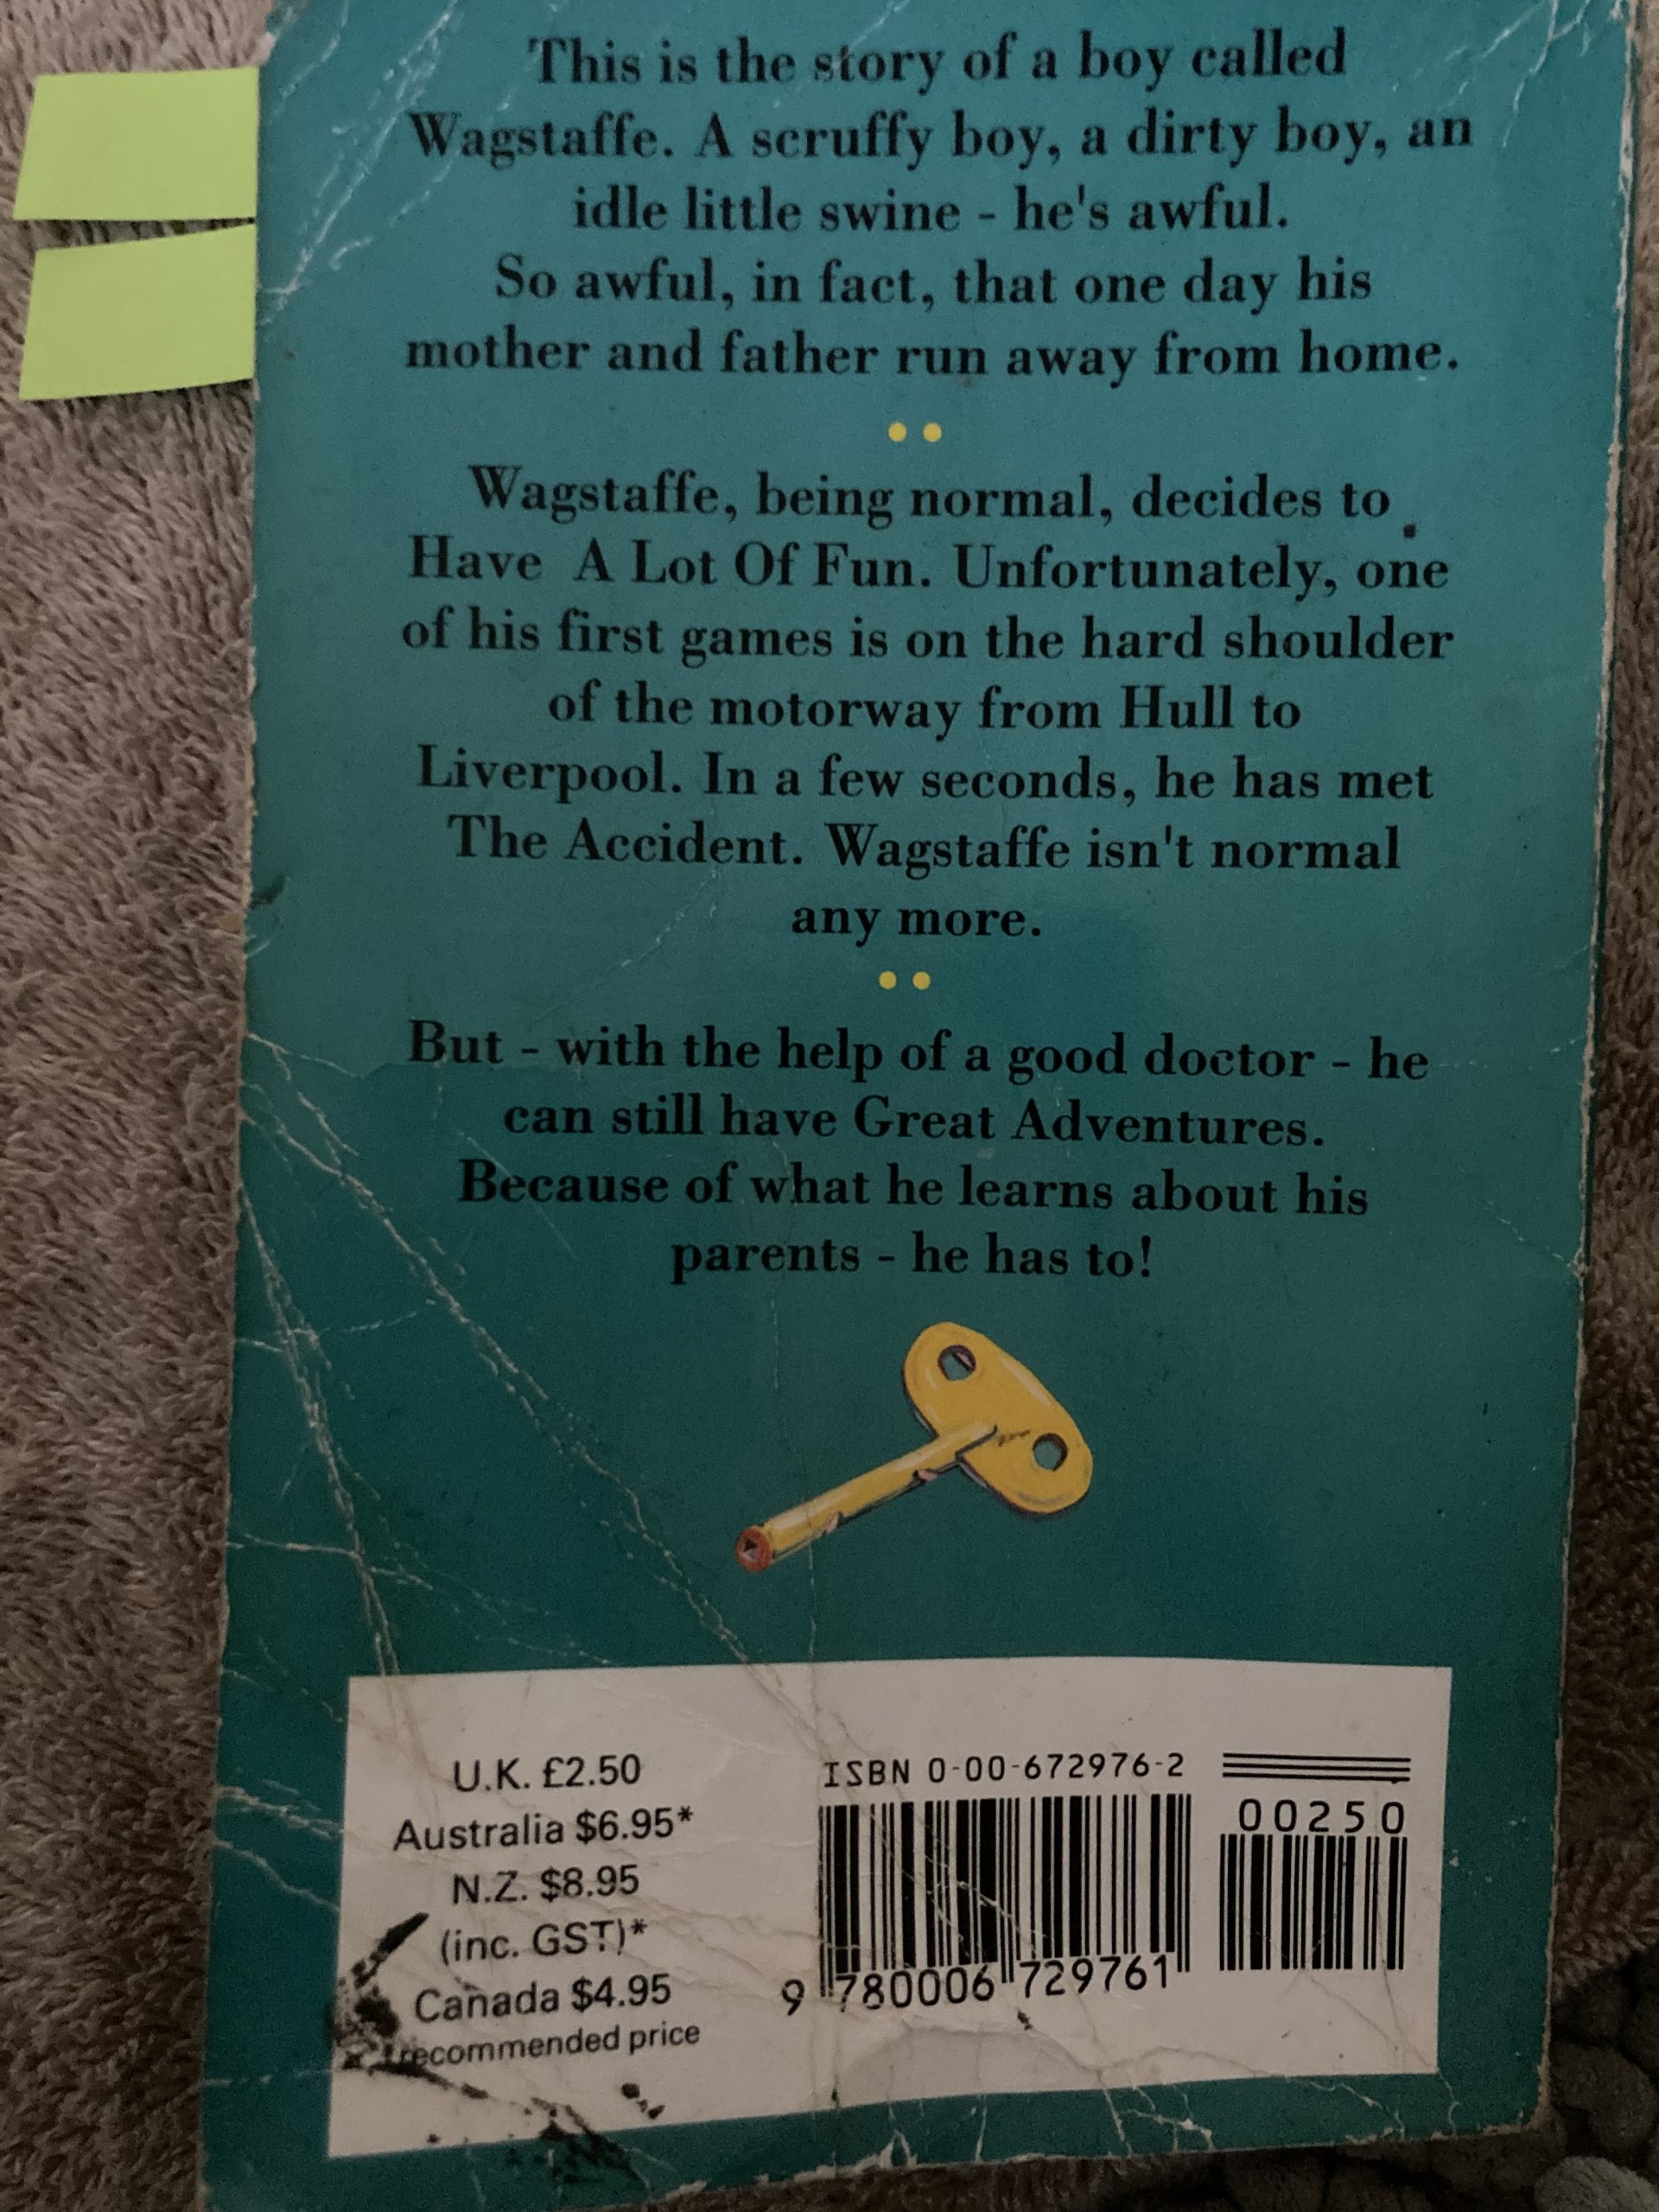 This is the story of a boy called
Wagstaffe. A scruffy boy, a dirty boy, an
idle little swine - he's awful.
So awful, in fact, that one day his
mother and father run away from home.
Wagstaffe, being normal, decides to
Have A Lot Of Fun. Unfortunately, one
of his first games is on the hard shoulder
of the motorway from Hull to
Liverpool. In a few seconds, he has met
The Accident. Wagstaffe isn't normal
any more.
But - with the help of a good doctor - he
can still have Great Adventures.
Because of what he learns about his
parents - he has to!
U.K. £2.50
Australia $6.95*
N.Z. $8.95
(inc. GST)*
Canada $4.95
recommended price
ISBN 0-00-672976-2
00250
9 780006 729761